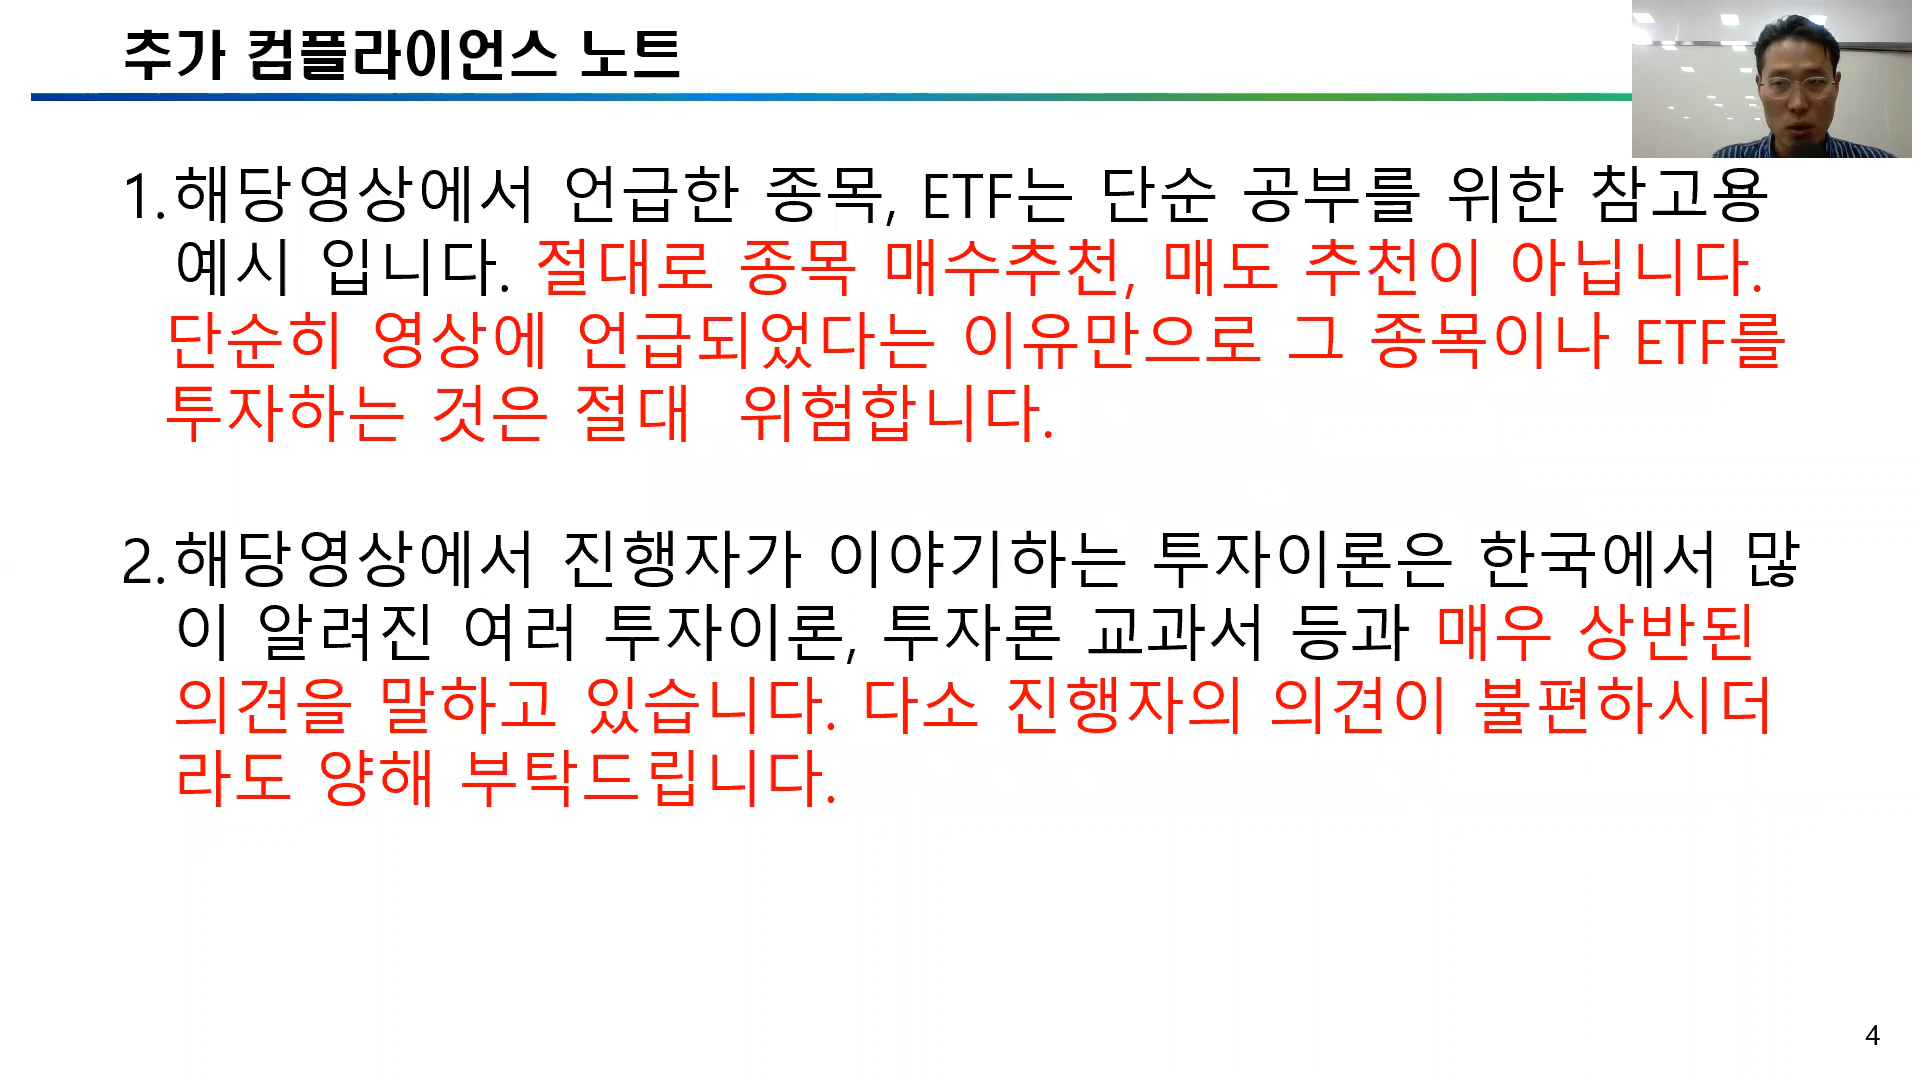 추가 컴플라이언스 노트
1. 해당영상에서 언급한 종목, ETF는 단순 공부를 위한 참고용
예시 입니다. 절대로 종목 매수추천, 매도 추천이 아닙니다.
단순히 영상에 언급되었다는 이유만으로 그 종목이나 ETF를
투자하는 것은 절대 위험합니다.
2. 해당영상에서 진행자가 이야기하는 투자이론은 한국에서 많
이 알려진 여러 투자이론, 투자론 교과서 등과 매우 상반된
의견을 말하고 있습니다. 다소 진행자의 의견이 불편하시더
라도 양해 부탁드립니다.
4